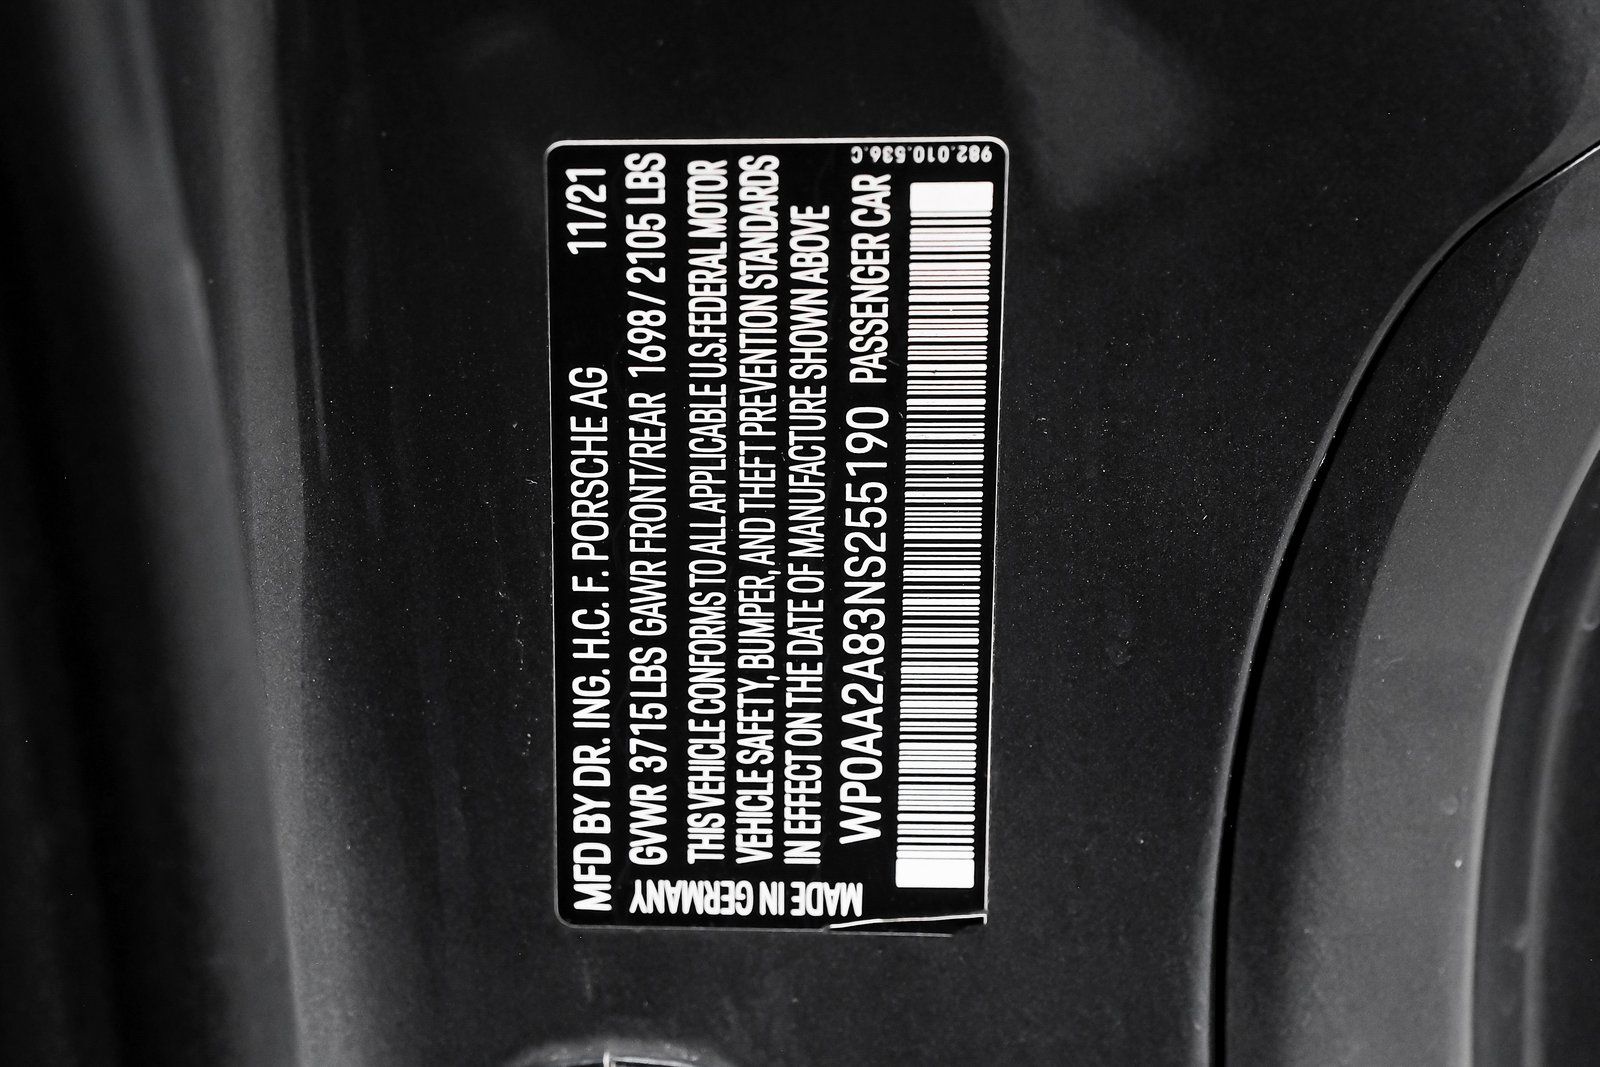 MFD BY DR. ING. H.C. F. PORSCHE AG 11/21
GVWR 3715 LBS GAWR FRONT/REAR 1698 / 2105 LBS
THIS VEHICLE CONFORMS TO ALL APPLICABLE U.S. FEDERAL MOTOR
VEHICLE SAFETY, BUMPER, AND THEFT PREVENTION STANDARDS
IN EFFECT ON THE DATE OF MANUFACTURE SHOWN ABOVE
WP0AA2A83NS255190 PASSENGER CAR
MADE IN GERMANY
982.010.536.C